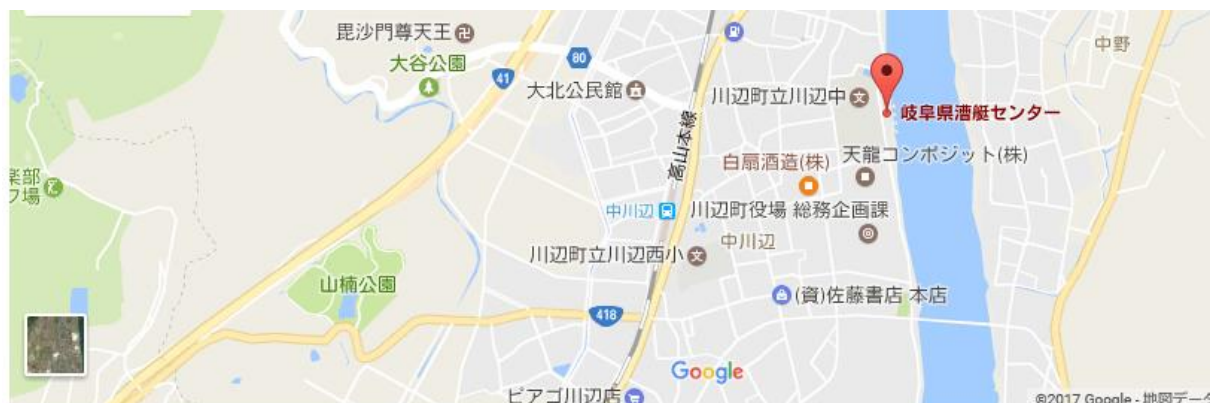 毘沙門尊天王
大谷公園
41
80
大北公民館
川辺町立川辺中
中野
岐阜県漕艇センター
高山本線
白扇酒造(株)
天龍コンポジット(株)
楽部
フ場
中川辺
川辺町役場 総務企画課
川辺町立川辺西小
中川辺
山楠公園
(資)佐藤書店 本店
418
Google
ピアゴ川辺店
©2017 Google - 地図データ